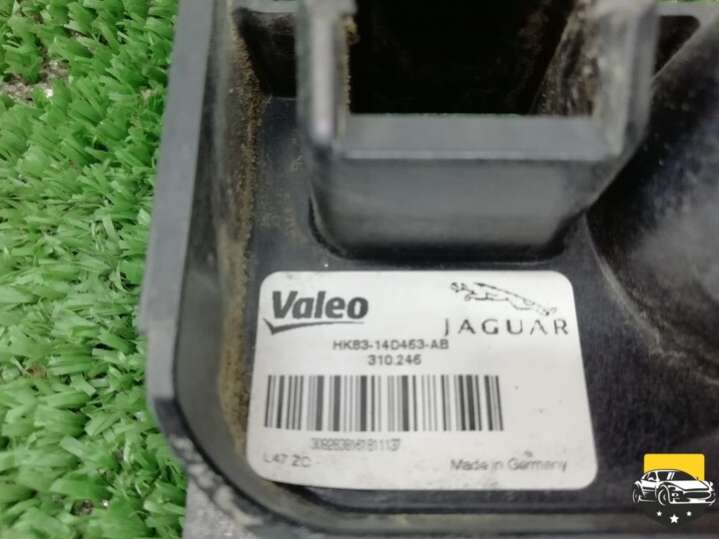 Valeo
JAGUAR
HK83-14D453-AB
310.246
L47 ZC
Made in Germany